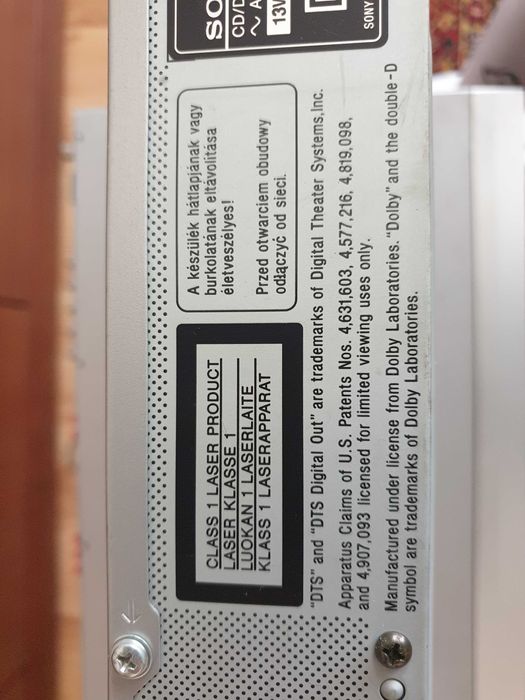 CLASS 1 LASER PRODUCT
LASER KLASSE 1
LUOKAN 1 LASERLAITE
KLASS 1 LASERAPPARAT
A készülék hátlapjának vagy
burkolatának eltávolítása
életveszélyes!
Przed otwarciem obudowy
odłączyć od sieci.
SO
CD/D
~ A
13W
SONY
"DTS" and "DTS Digital Out" are trademarks of Digital Theater Systems,Inc.
Apparatus Claims of U.S. Patents Nos. 4,631,603, 4,577,216, 4,819,098,
and 4,907,093 licensed for limited viewing uses only.
Manufactured under license from Dolby Laboratories. "Dolby" and the double-D
symbol are trademarks of Dolby Laboratories.